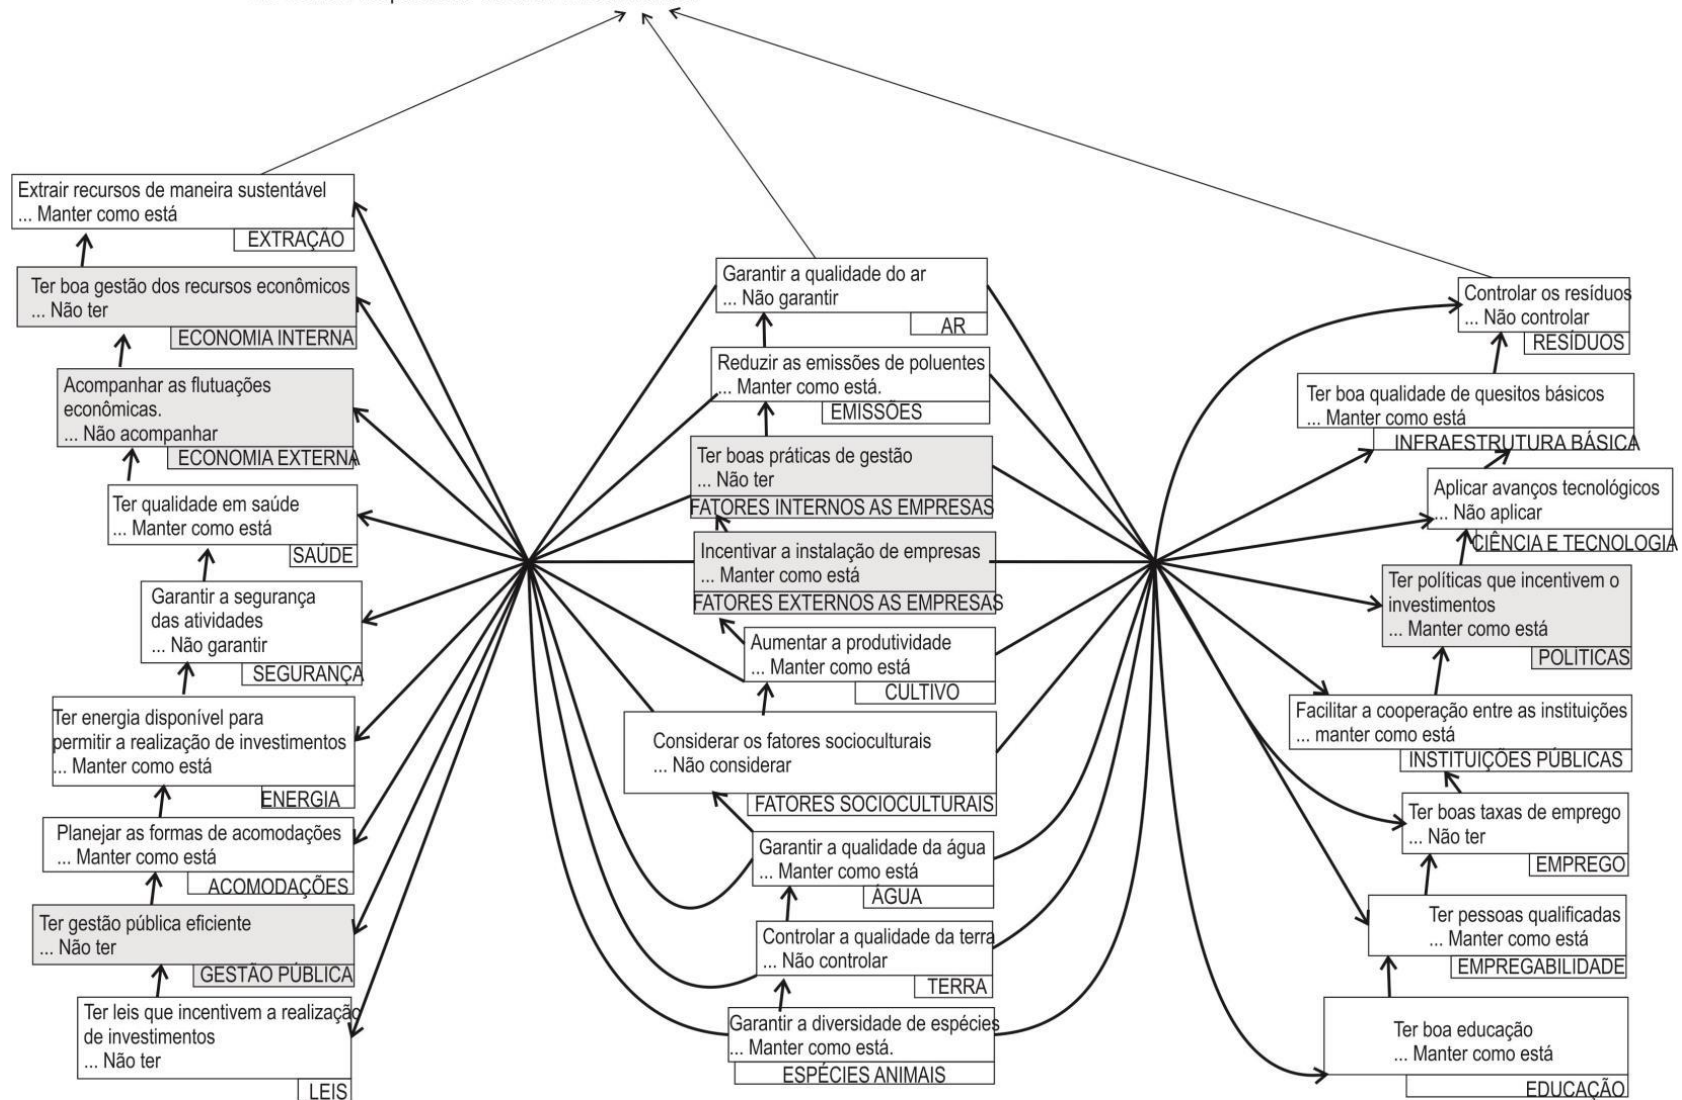 Extrair recursos de maneira sustentável
... Manter como está
EXTRAÇÃO
Ter boa gestão dos recursos econômicos
... Não ter
ECONOMIA INTERNA
Acompanhar as flutuações
econômicas.
... Não acompanhar
ECONOMIA EXTERNA
Ter qualidade em saúde
... Manter como está
SAÚDE
Garantir a segurança
das atividades
... Não garantir
SEGURANÇA
Ter energia disponível para
permitir a realização de investimentos
... Manter como está
ENERGIA
Planejar as formas de acomodações
... Manter como está
ACOMODAÇÕES
Ter gestão pública eficiente
... Não ter
GESTÃO PÚBLICA
Ter leis que incentivem a realização
de investimentos
... Não ter
LEIS
Garantir a qualidade do ar
... Não garantir
AR
Reduzir as emissões de poluentes
... Manter como está.
EMISSÕES
Ter boas práticas de gestão
... Não ter
FATORES INTERNOS AS EMPRESAS
Incentivar a instalação de empresas
... Manter como está
FATORES EXTERNOS AS EMPRESAS
Aumentar a produtividade
... Manter como está
CULTIVO
Considerar os fatores socioculturais
... Não considerar
FATORES SOCIOCULTURAIS
Garantir a qualidade da água
... Manter como está
ÁGUA
Controlar a qualidade da terra
... Não controlar
TERRA
Garantir a diversidade de espécies
... Manter como está.
ESPÉCIES ANIMAIS
Controlar os resíduos
... Não controlar
RESÍDUOS
Ter boa qualidade de quesitos básicos
... Manter como está
INFRAESTRUTURA BÁSICA
Aplicar avanços tecnológicos
... Não aplicar
CIÊNCIA E TECNOLOGIA
Ter políticas que incentivem o
investimentos
... Manter como está
POLÍTICAS
Facilitar a cooperação entre as instituições
... manter como está
INSTITUIÇÕES PÚBLICAS
Ter boas taxas de emprego
... Não ter
EMPREGO
Ter pessoas qualificadas
... Manter como está
EMPREGABILIDADE
Ter boa educação
... Manter como está
EDUCAÇÃO